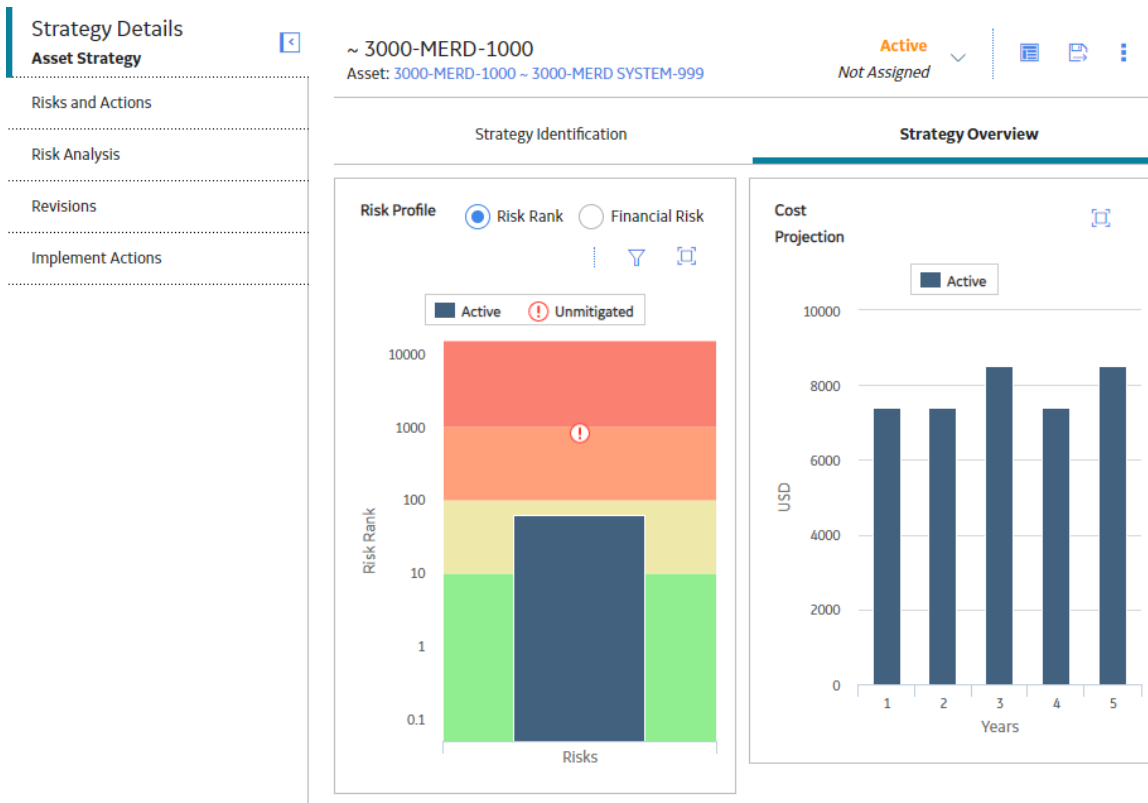 Strategy Details
Asset Strategy
Risks and Actions
Risk Analysis
Revisions
Implement Actions
~ 3000-MERD-1000
Asset: 3000-MERD-1000 ~ 3000-MERD SYSTEM-999
Active
Not Assigned
Strategy Identification
Strategy Overview
Risk Profile
Risk Rank
Financial Risk
Active
Unmitigated
10000
1000
100
10
1
0.1
Risk Rank
Risks
Cost
Projection
Active
10000
8000
6000
4000
2000
0
USD
1 2 3 4 5
Years